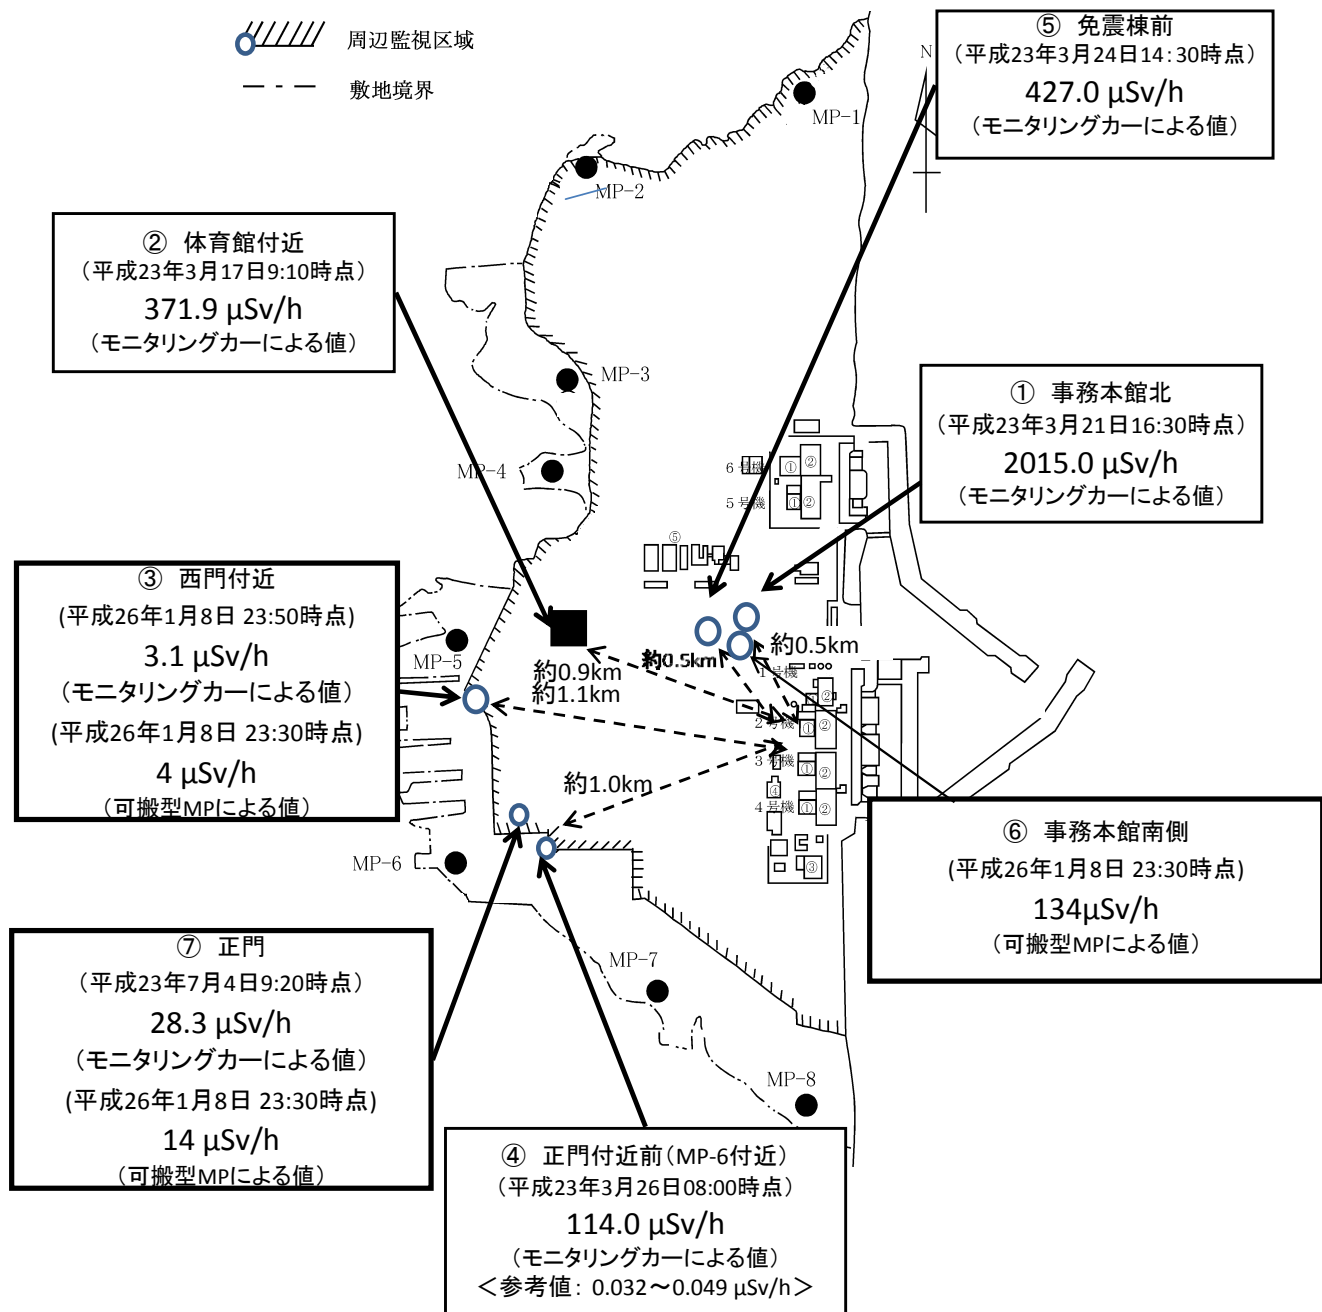 周辺監視区域
敷地境界
⑤ 免震棟前
（平成23年3月24日14:30時点）
427.0 μSv/h
（モニタリングカーによる値）
N
MP-1
MP-2
② 体育館付近
（平成23年3月17日9:10時点）
371.9 μSv/h
（モニタリングカーによる値）
MP-3
① 事務本館北
（平成23年3月21日16:30時点）
2015.0 μSv/h
（モニタリングカーによる値）
MP-4
６号機
① ②
５号機
① ②
⑤
③ 西門付近
(平成26年1月8日 23:50時点)
3.1 μSv/h
（モニタリングカーによる値）
(平成26年1月8日 23:30時点)
4 μSv/h
（可搬型MPによる値）
MP-5
約0.9km
約1.1km
約0.5km
約0.5km
１号機
②
２号機
① ②
３号機
① ②
約1.0km
④
４号機
① ②
③
MP-6
⑥ 事務本館南側
(平成26年1月8日 23:30時点)
134μSv/h
（可搬型MPによる値）
⑦ 正門
（平成23年7月4日9:20時点）
28.3 μSv/h
（モニタリングカーによる値）
(平成26年1月8日 23:30時点)
14 μSv/h
（可搬型MPによる値）
MP-7
MP-8
④ 正門付近前（MP-6付近）
（平成23年3月26日08:00時点）
114.0 μSv/h
（モニタリングカーによる値）
＜参考値： 0.032～0.049 μSv/h＞